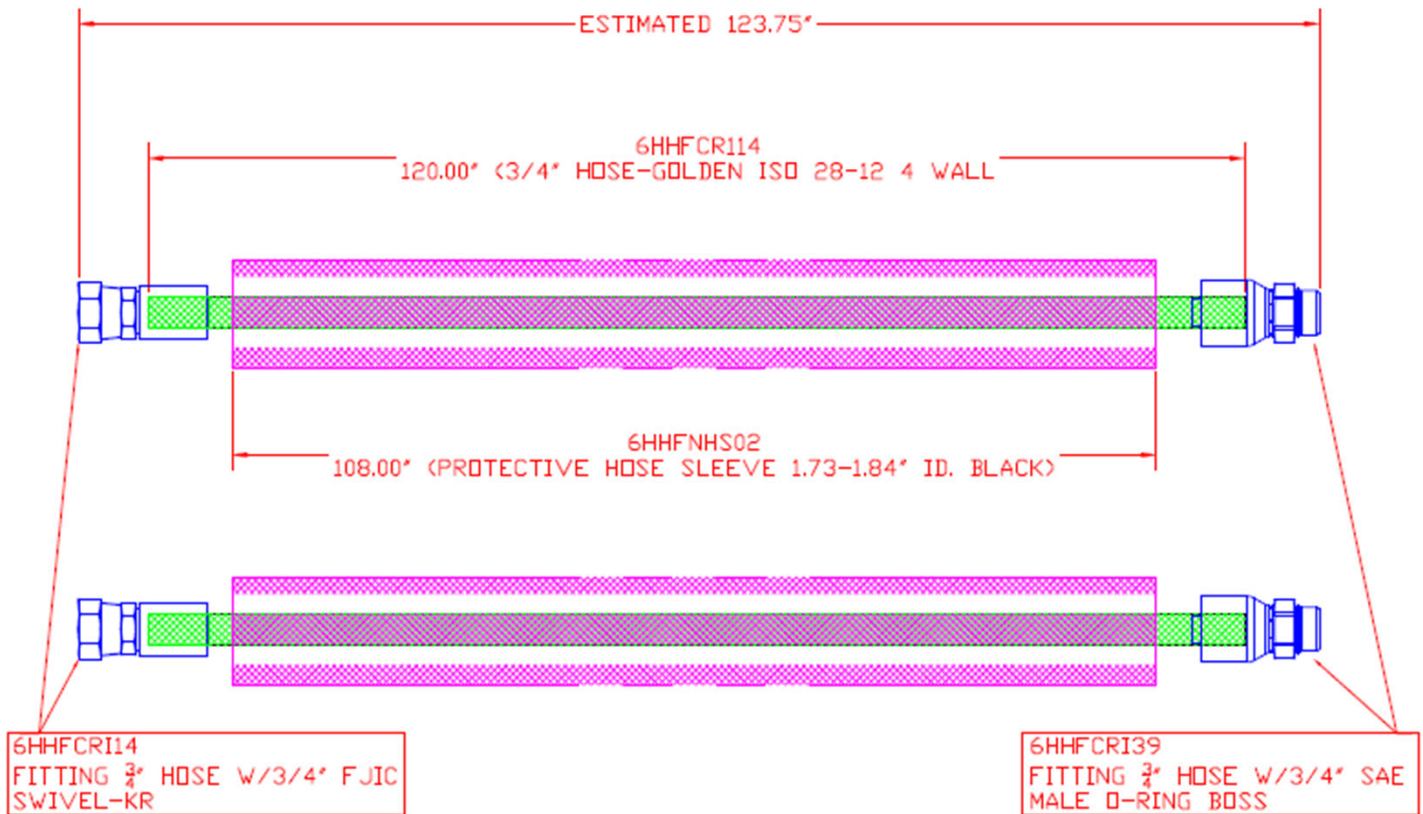 ESTIMATED 123.75"
6HHFCR114
120.00" (3/4" HOSE-GOLDEN ISO 28-12 4 WALL
6HHFNHS02
108.00" (PROTECTIVE HOSE SLEEVE 1.73-1.84" ID. BLACK)
6HHFCRI14
FITTING 3/4" HOSE W/3/4" FJIC
SWIVEL-KR
6HHFCRI39
FITTING 3/4" HOSE W/3/4" SAE
MALE O-RING BOSS